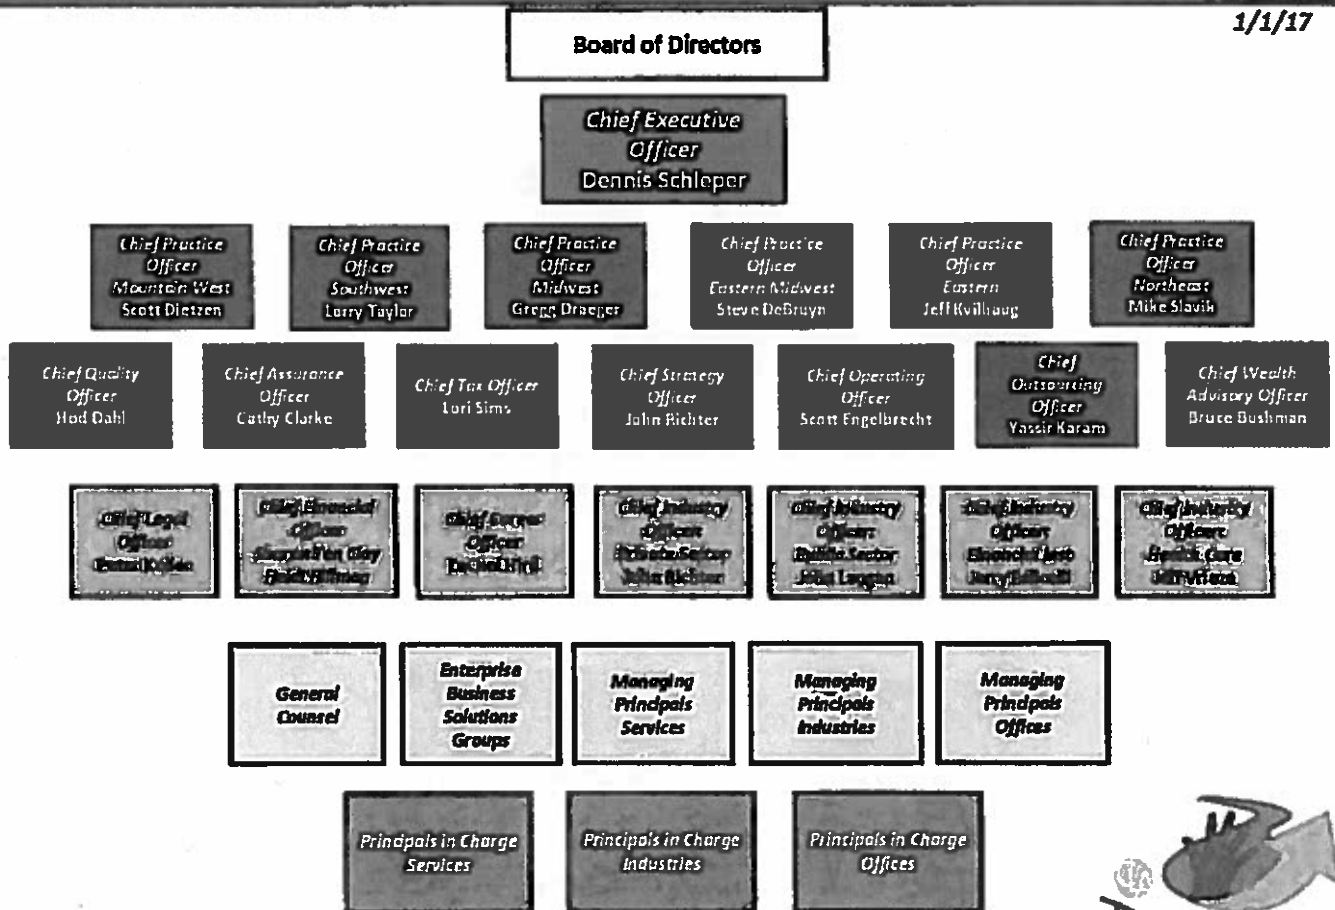 1/1/17
Board of Directors
Chief Executive
Officer
Dennis Schleper
Chief Practice
Officer
Mountain West
Scott Dietzen
Chief Practice
Officer
Southwest
Larry Taylor
Chief Practice
Officer
Midwest
Gregg Draeger
Chief Practice
Officer
Eastern Midwest
Steve DeBruyn
Chief Practice
Officer
Eastern
Jeff Kvilhaug
Chief Practice
Officer
Northeast
Mike Slavik
Chief Quality
Officer
Hod Dahl
Chief Assurance
Officer
Cathy Clarke
Chief Tax Officer
Lori Sims
Chief Strategy
Officer
John Richter
Chief Operating
Officer
Scott Engelbrecht
Chief
Outsourcing
Officer
Yassir Karam
Chief Wealth
Advisory Officer
Bruce Bushman
Chief Legal
Officer
Chief Financial
Officer
Chief
Officer
Chief Industry
Officer
Private Sector
John Richter
Chief Industry
Officer
Public Sector
John
Chief Industry
Officer
Chief Industry
Officer
Health Care
Jeff
General
Counsel
Enterprise
Business
Solutions
Groups
Managing
Principals
Services
Managing
Principals
Industries
Managing
Principals
Offices
Principals in Charge
Services
Principals in Charge
Industries
Principals in Charge
Offices